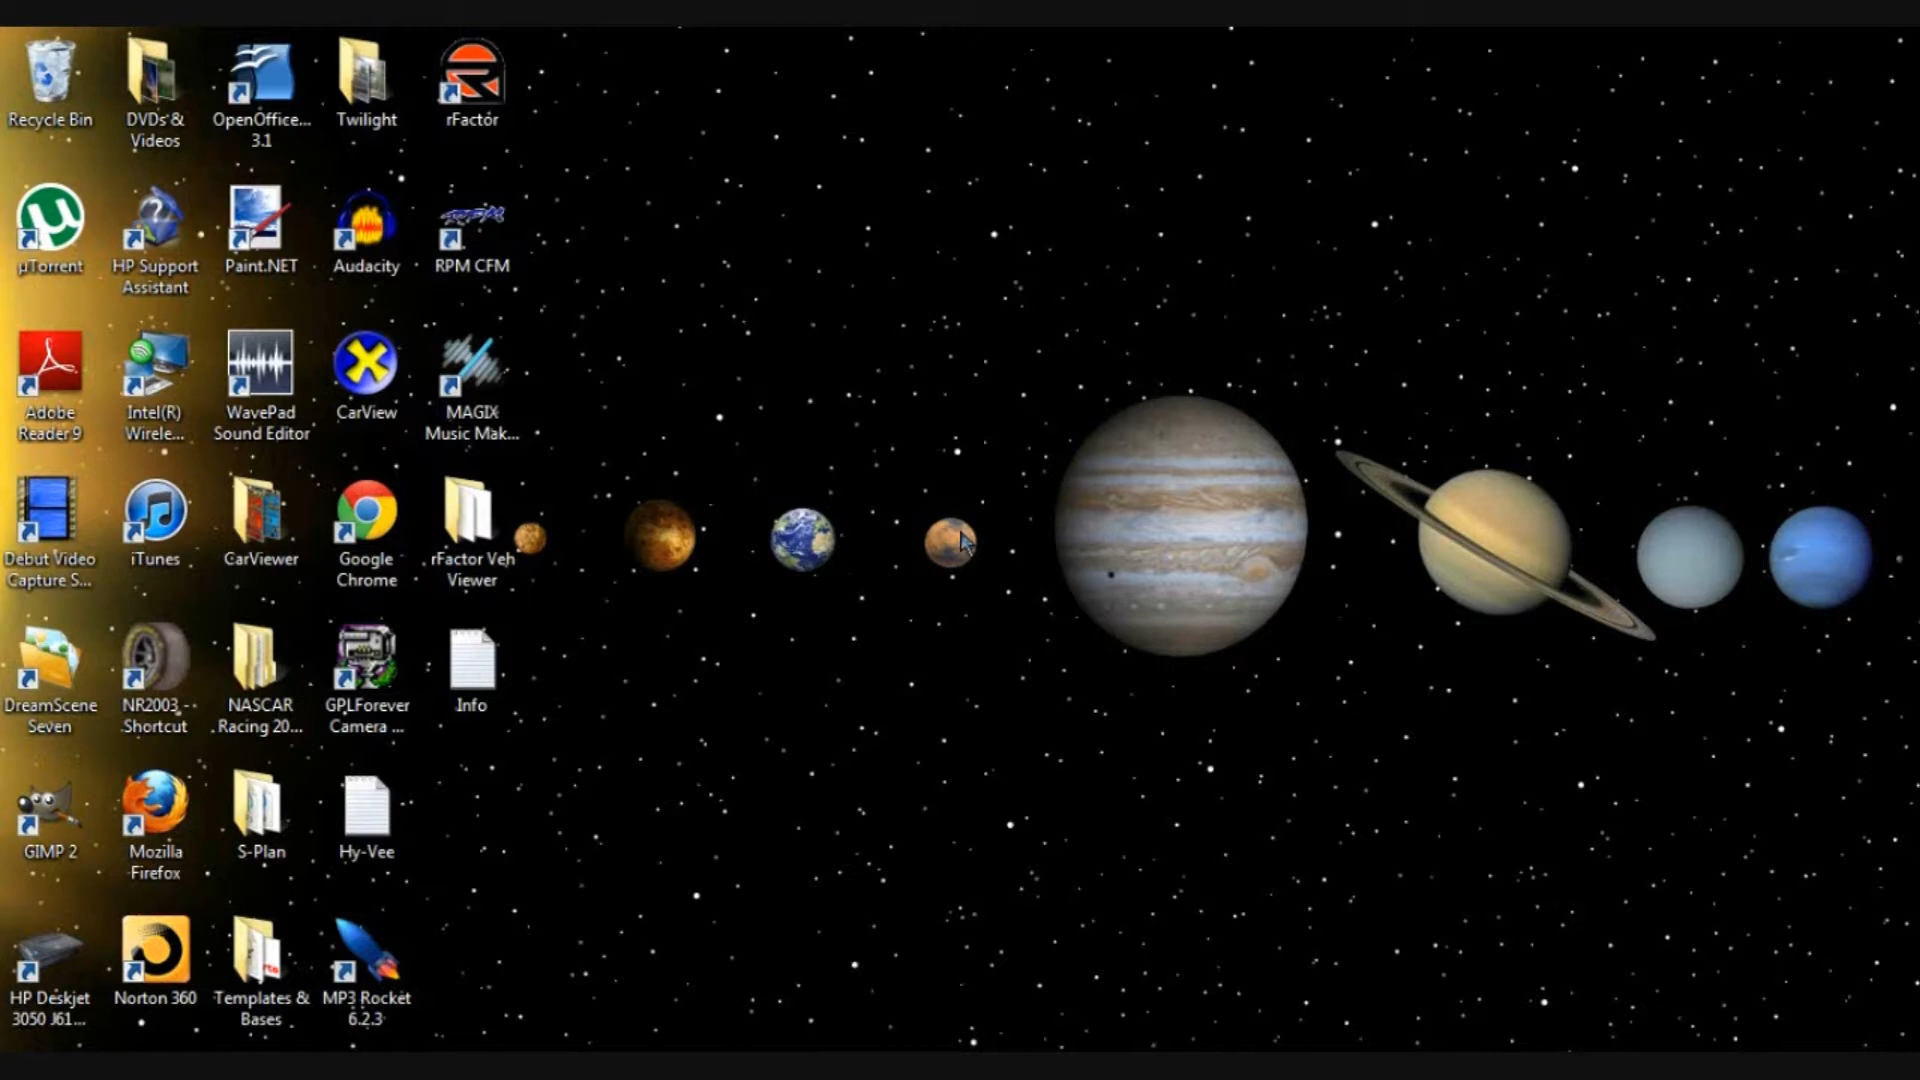 Recycle Bin
DVDs & Videos
OpenOffice... 3.1
Twilight
rFactor
µTorrent
HP Support Assistant
Paint.NET
Audacity
RPM CFM
Adobe Reader 9
Intel(R) Wirele...
WavePad Sound Editor
CarView
MAGIX Music Mak...
Debut Video Capture S...
iTunes
CarViewer
Google Chrome
rFactor Veh Viewer
DreamScene Seven
NR2003 - Shortcut
NASCAR Racing 20...
GPLForever Camera ...
Info
GIMP 2
Mozilla Firefox
S-Plan
Hy-Vee
HP Deskjet 3050 J61...
Norton 360
Templates & Bases
MP3 Rocket 6.2.3